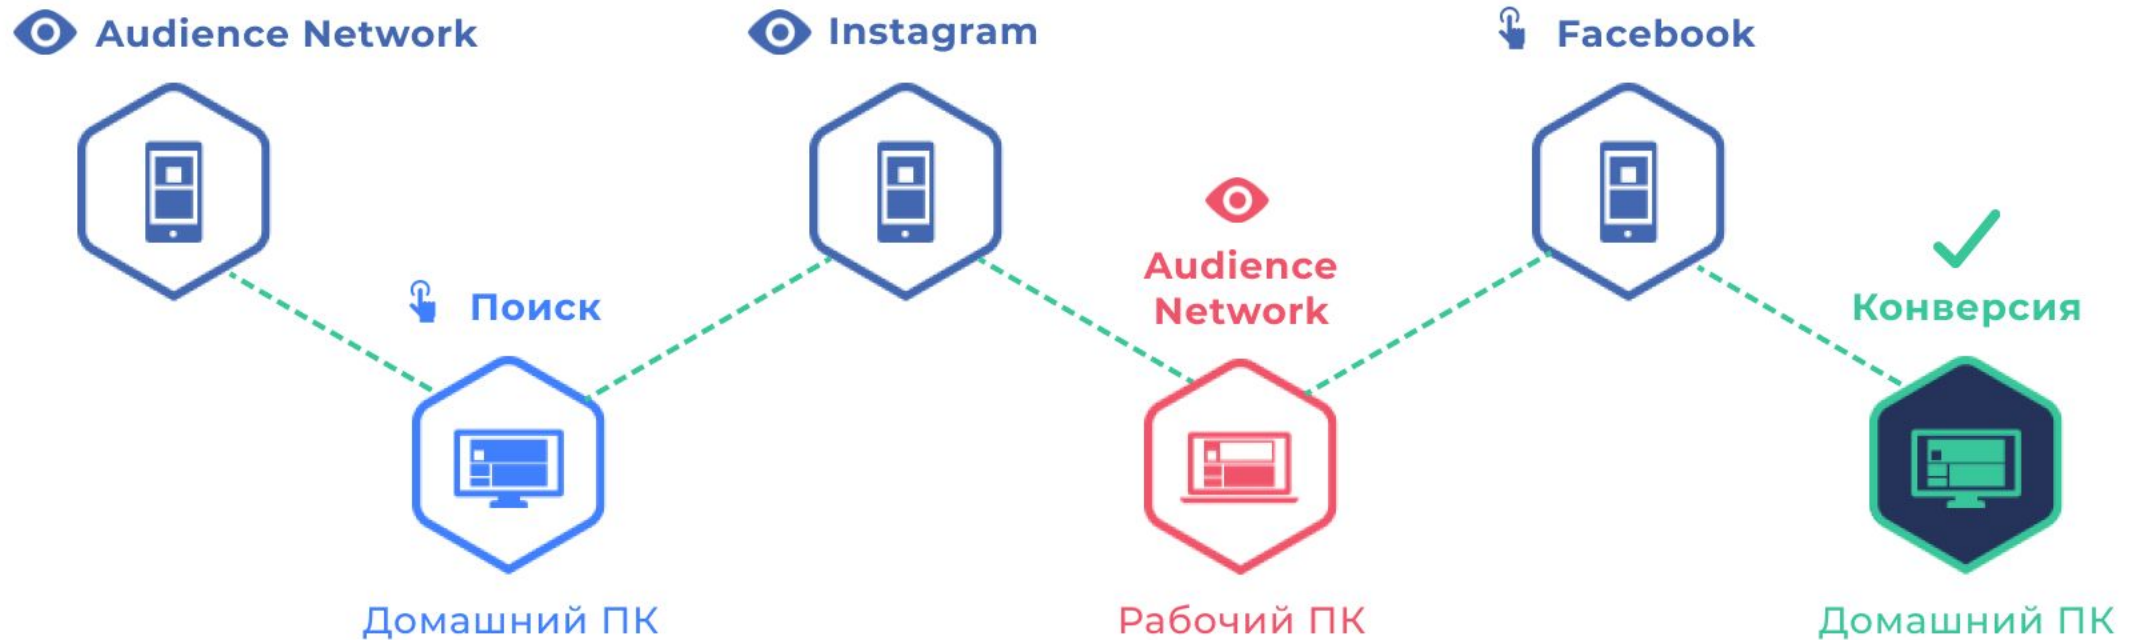 Audience Network
Instagram
Facebook
Audience
Network
Поиск
Конверсия
Домашний ПК
Рабочий ПК
Домашний ПК